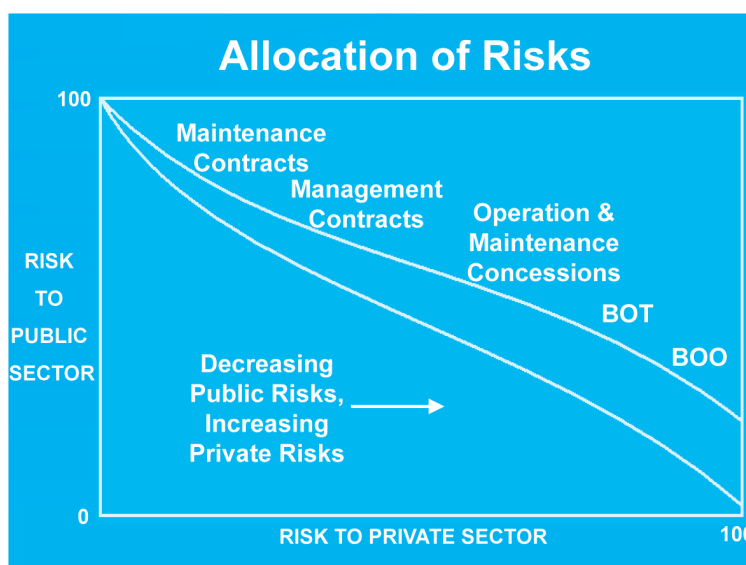 Allocation of Risks
100
Maintenance
Contracts
Management
Contracts
Operation &
Maintenance
Concessions
BOT
BOO
RISK
TO
PUBLIC
SECTOR
Decreasing
Public Risks,
Increasing
Private Risks
0
RISK TO PRIVATE SECTOR
100